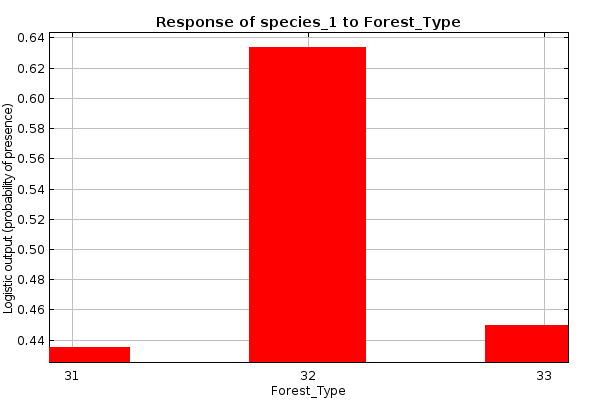 Response of species_1 to Forest_Type
Logistic output (probability of presence)
0.64
0.62
0.60
0.58
0.56
0.54
0.52
0.50
0.48
0.46
0.44
31 32 33
Forest_Type